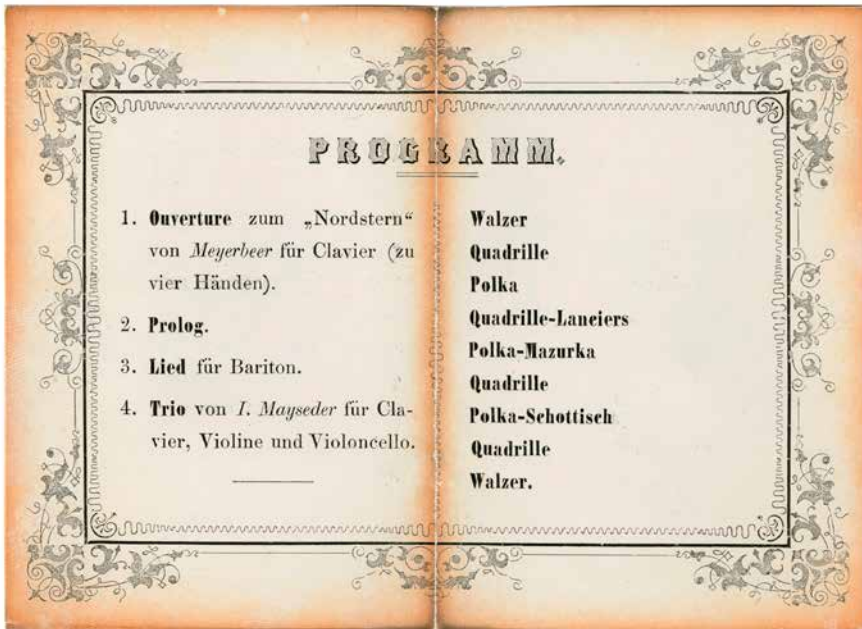 PROGRAMM.
1. Ouverture zum „Nordstern“
von Meyerbeer für Clavier (zu
vier Händen).
2. Prolog.
3. Lied für Bariton.
4. Trio von I. Mayseder für Cla-
vier, Violine und Violoncello.
Walzer
Quadrille
Polka
Quadrille-Lanciers
Polka-Mazurka
Quadrille
Polka-Schottisch
Quadrille
Walzer.